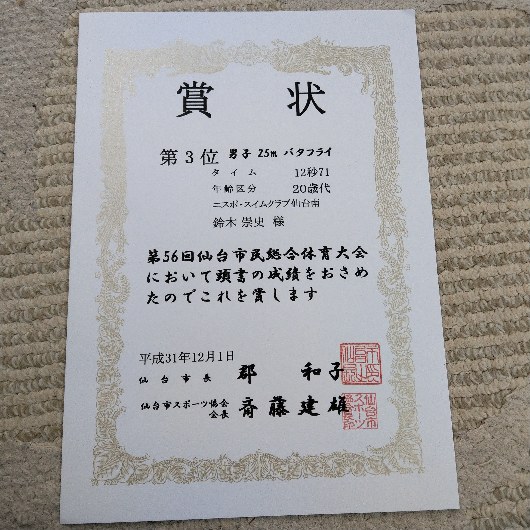 賞状
第3位 男子 25m バタフライ
タイム 12秒71
年齢区分 20歳代
エスポ・スイムクラブ仙台南
鈴木 崇史 様
第56回仙台市民総合体育大会
において頭書の成績をおさめ
たのでこれを賞します
平成31年12月1日
仙台市長 郡 和子
仙台市スポーツ協会
会長 斉藤建雄